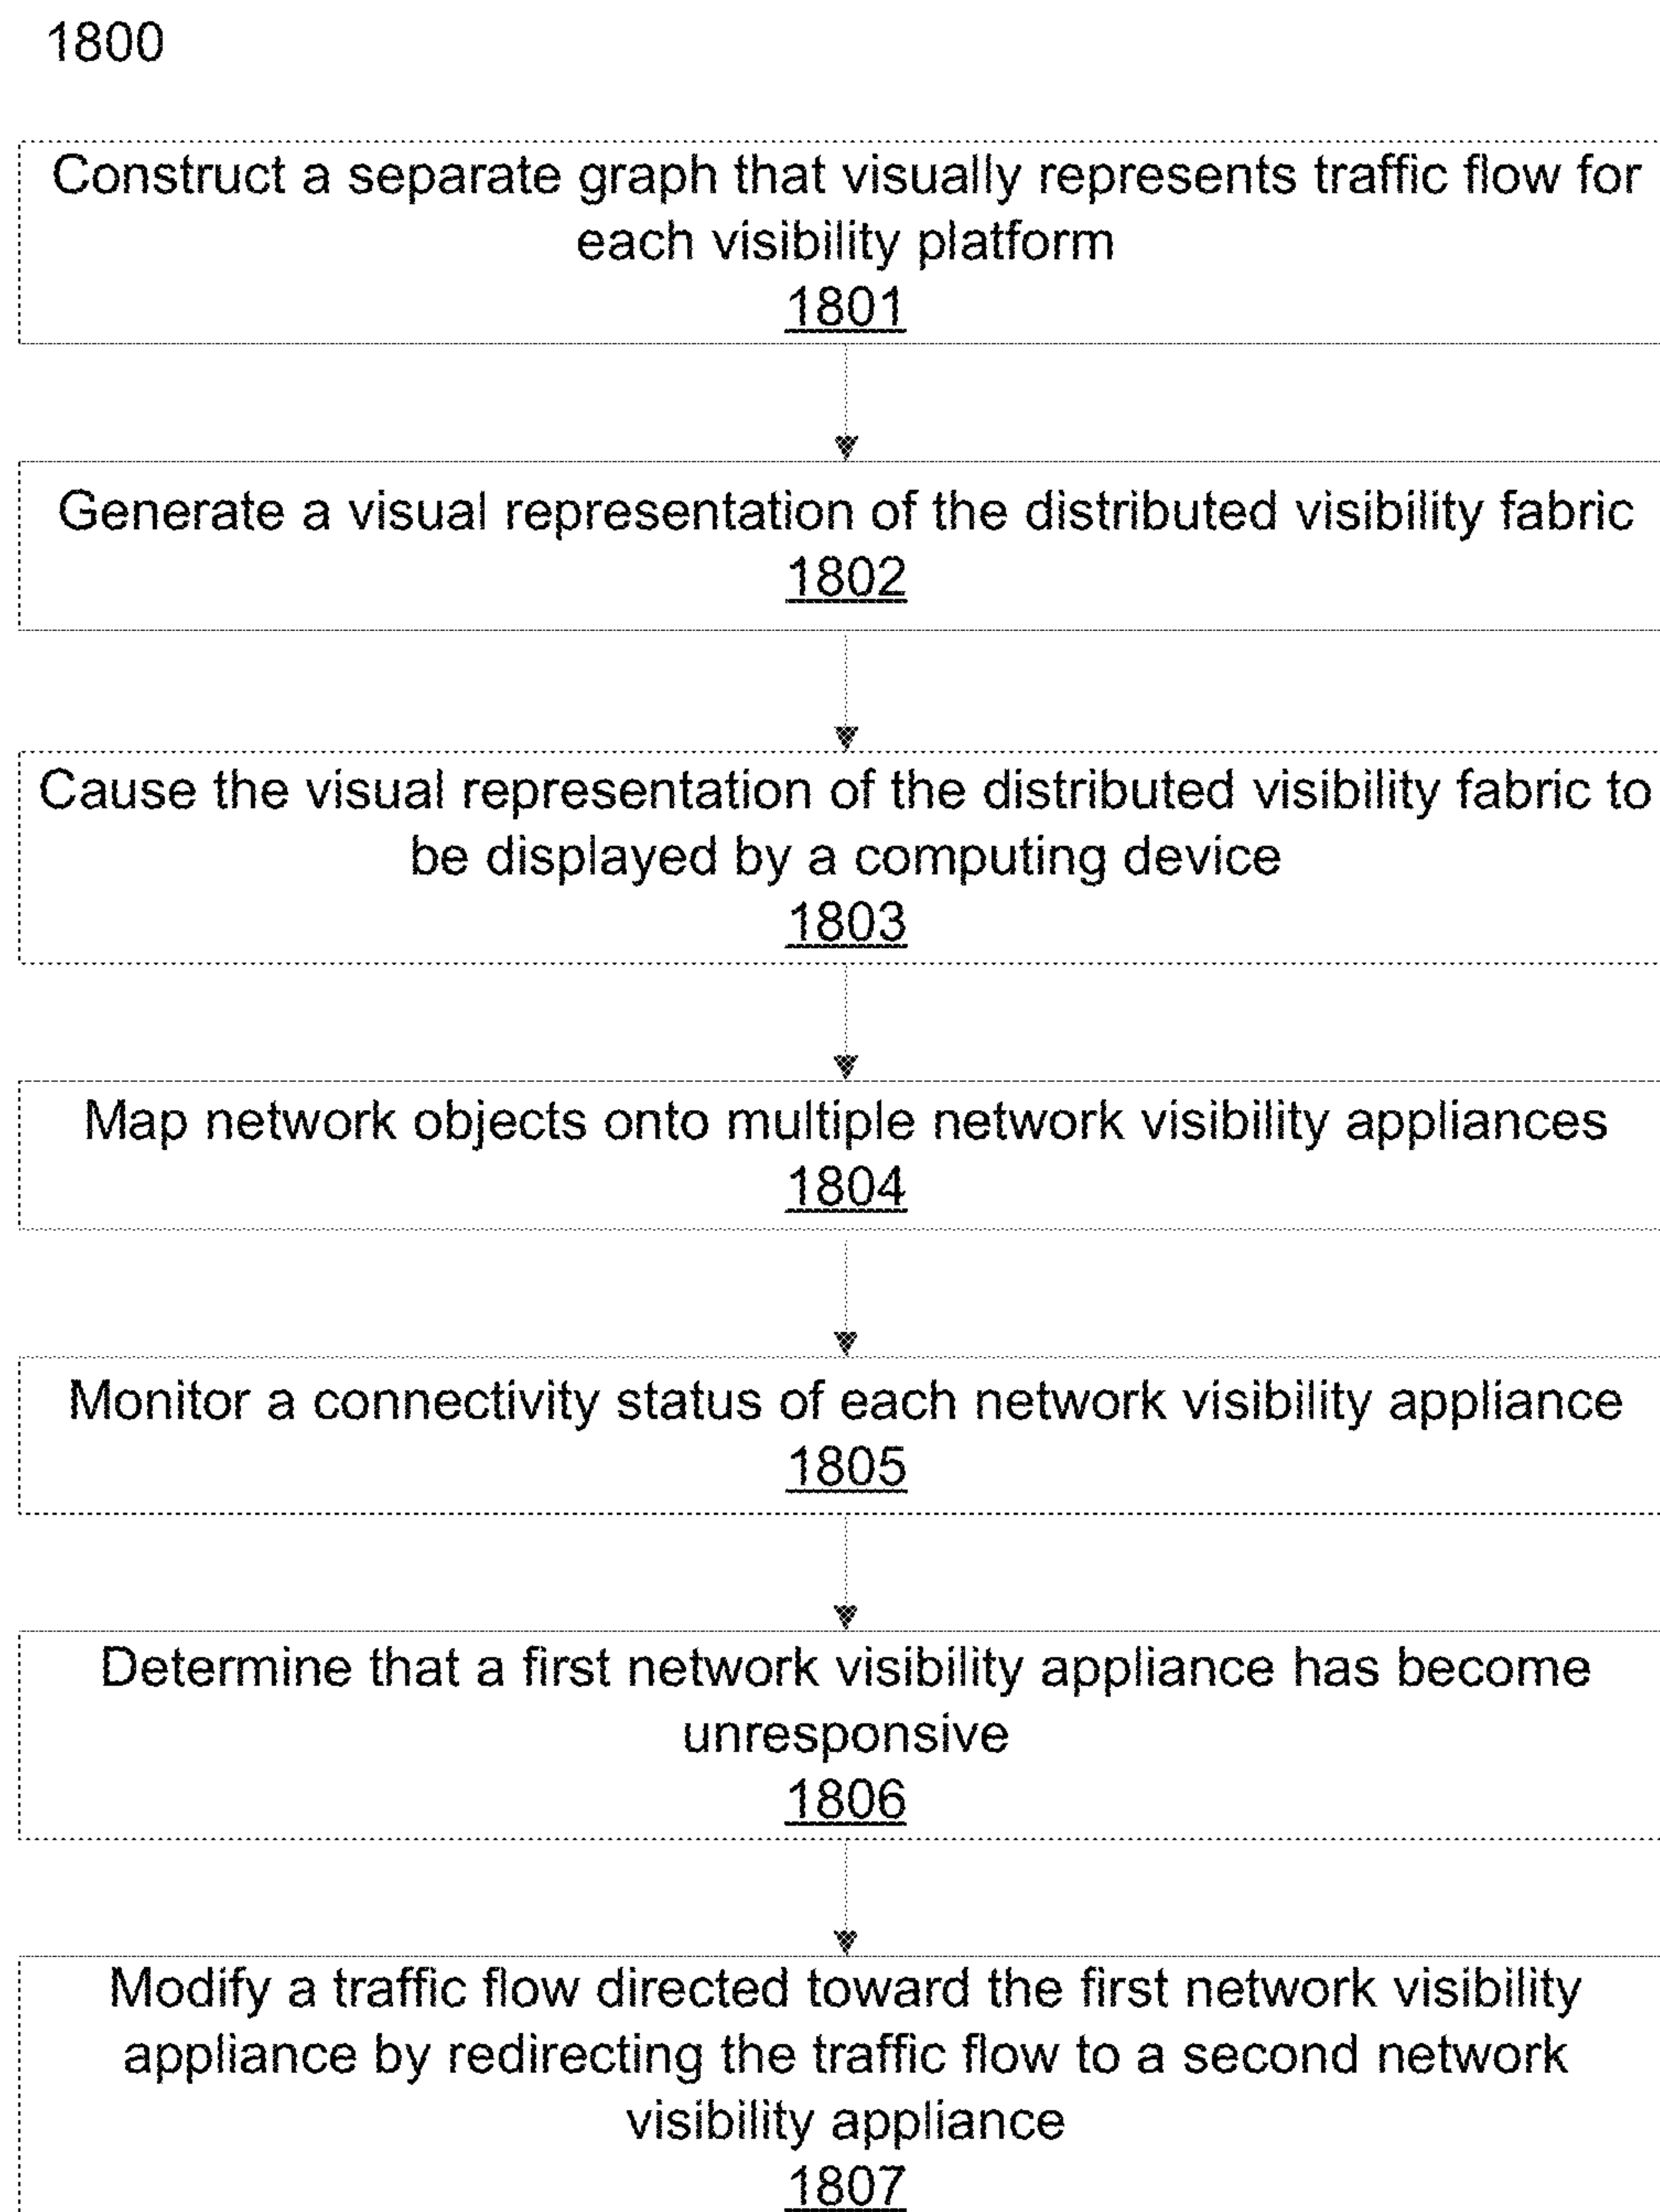 1800
Construct a separate graph that visually represents traffic flow for
each visibility platform
1801
Generate a visual representation of the distributed visibility fabric
1802
Cause the visual representation of the distributed visibility fabric to
be displayed by a computing device
1803
Map network objects onto multiple network visibility appliances
1804
Monitor a connectivity status of each network visibility appliance
1805
Determine that a first network visibility appliance has become
unresponsive
1806
Modify a traffic flow directed toward the first network visibility
appliance by redirecting the traffic flow to a second network
visibility appliance
1807